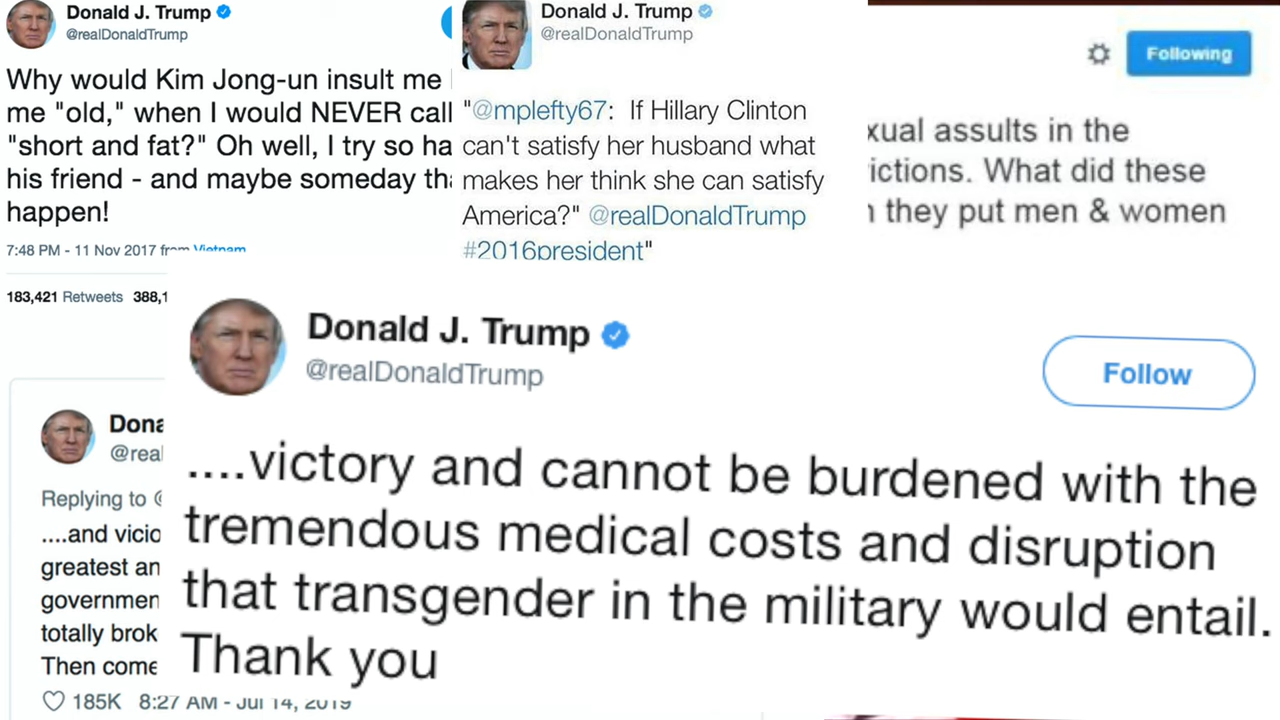 Donald J. Trump
@realDonaldTrump
Why would Kim Jong-un insult me
me "old," when I would NEVER call
"short and fat?" Oh well, I try so ha
his friend - and maybe someday tha
happen!
7:48 PM - 11 Nov 2017 from Vietnam
183,421 Retweets 388,1
Donald J. Trump
@realDonaldTrump
"@mplefty67: If Hillary Clinton
can't satisfy her husband what
makes her think she can satisfy
America?" @realDonaldTrump
#2016president"
Following
xual assults in the
ictions. What did these
they put men & women
Donald J. Trump
@realDonaldTrump
Follow
....victory and cannot be burdened with the
tremendous medical costs and disruption
that transgender in the military would entail.
Thank you
Dona
@real
Replying to
....and vicio
greatest an
governmen
totally brok
Then come
185K 8:27 AM - Jul 14, 2019